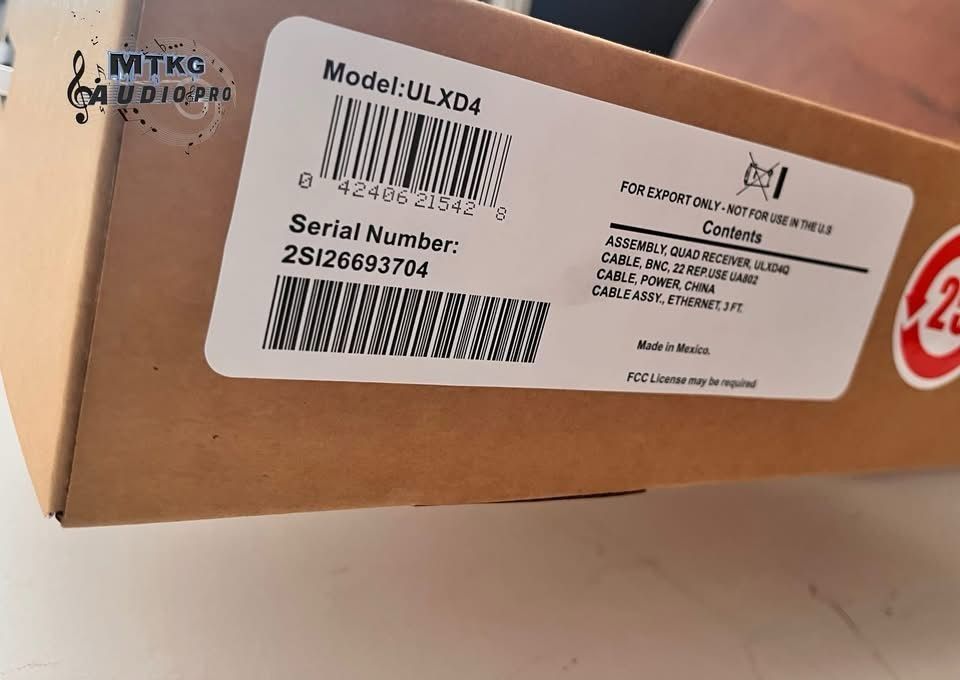 MTKG
AUDIO PRO
Model:ULXD4
0 42406 21542 8
Serial Number:
2SI26693704
FOR EXPORT ONLY - NOT FOR USE IN THE U.S
Contents
ASSEMBLY, QUAD RECEIVER, ULXD4Q
CABLE, BNC, 22 REP.USE UA802
CABLE, POWER, CHINA
CABLE ASSY., ETHERNET, 3 FT.
Made in Mexico.
FCC License may be required